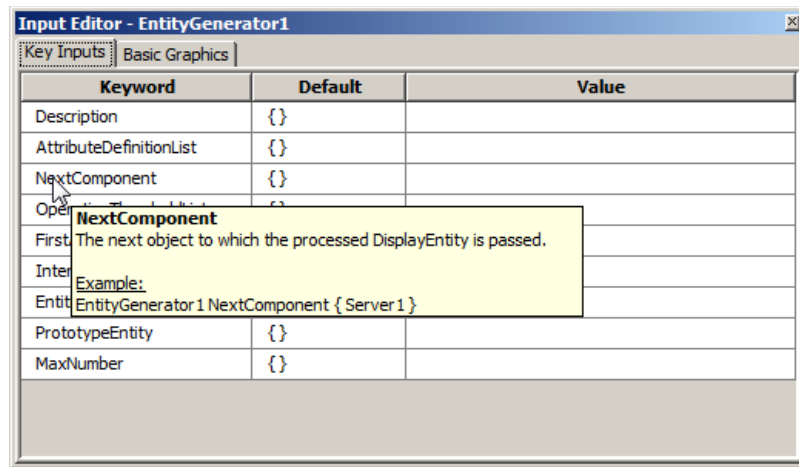 Input Editor - EntityGenerator1
Key Inputs Basic Graphics
Keyword Default Value
Description {}
AttributeDefinitionList {}
NextComponent {}
NextComponent
The next object to which the processed DisplayEntity is passed.
Example:
EntityGenerator1 NextComponent { Server1 }
PrototypeEntity {}
MaxNumber {}